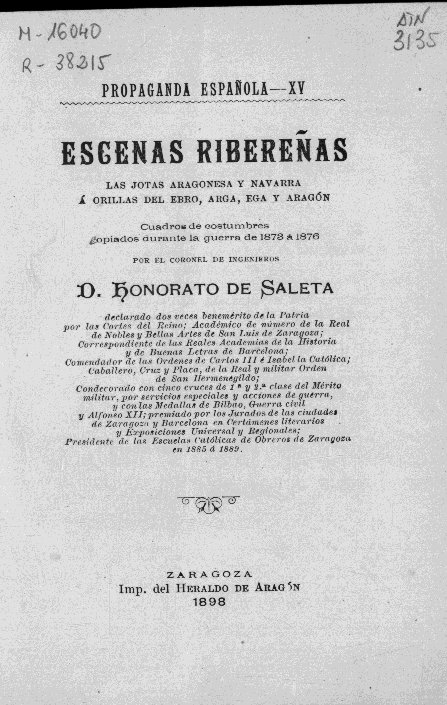 M-16040
R-38215
DIN
3135
PROPAGANDA ESPAÑOLA—XV
ESCENAS RIBEREÑAS
LAS JOTAS ARAGONESA Y NAVARRA
Á ORILLAS DEL EBRO, ARGA, EGA Y ARAGÓN
Cuadros de costumbres
copiados durante la guerra de 1873 á 1876
POR EL CORONEL DE INGENIEROS
D. HONORATO DE SALETA
declarado dos veces benemérito de la Patria
por las Cortes del Reino; Académico de número de la Real
de Nobles y Bellas Artes de San Luis de Zaragoza;
Correspondiente de las Reales Academias de la Historia
y de Buenas Letras de Barcelona;
Comendador de las Ordenes de Carlos III é Isabel la Católica;
Caballero, Cruz y Placa, de la Real y militar Orden
de San Hermenegildo;
Condecorado con cinco cruces de 1.ª y 2.ª clase del Mérito
militar, por servicios especiales y acciones de guerra,
y con las Medallas de Bilbao, Guerra civil
y Alfonso XII; premiado por los Jurados de las ciudades
de Zaragoza y Barcelona en Certámenes literarios
y Exposiciones Universal y Regionales;
Presidente de las Escuelas Católicas de Obreros de Zaragoza
en 1885 á 1889.
ZARAGOZA
Imp. del HERALDO DE ARAGÓN
1898